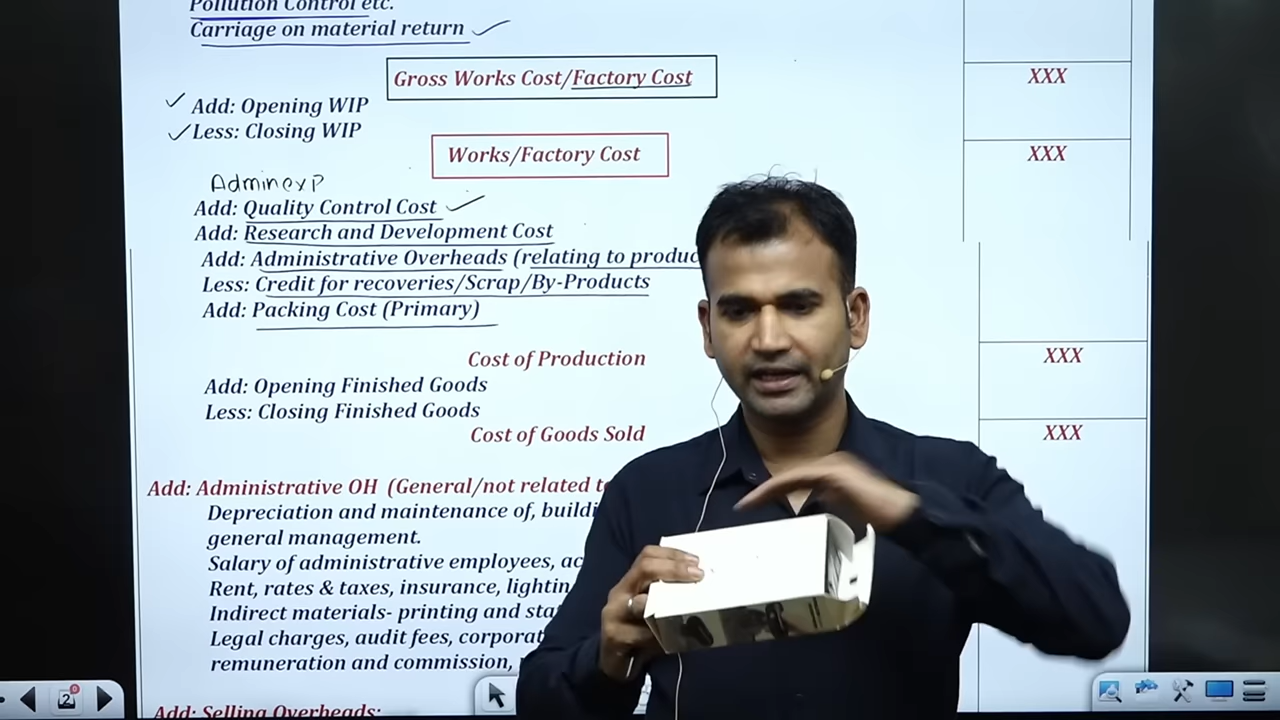 Pollution Control etc.
Carriage on material return
Gross Works Cost/Factory Cost XXX
Add: Opening WIP
Less: Closing WIP
Works/Factory Cost XXX
Adminexp
Add: Quality Control Cost
Add: Research and Development Cost
Add: Administrative Overheads (relating to produc
Less: Credit for recoveries/Scrap/By-Products
Add: Packing Cost (Primary)
Cost of Production XXX
Add: Opening Finished Goods
Less: Closing Finished Goods
Cost of Goods Sold XXX
Add: Administrative OH (General/not related t
Depreciation and maintenance of, buildi
general management.
Salary of administrative employees, ac
Rent, rates & taxes, insurance, lightin
Indirect materials- printing and sta
Legal charges, audit fees, corporat
remuneration and commission,
Add: Selling Overheads:
2